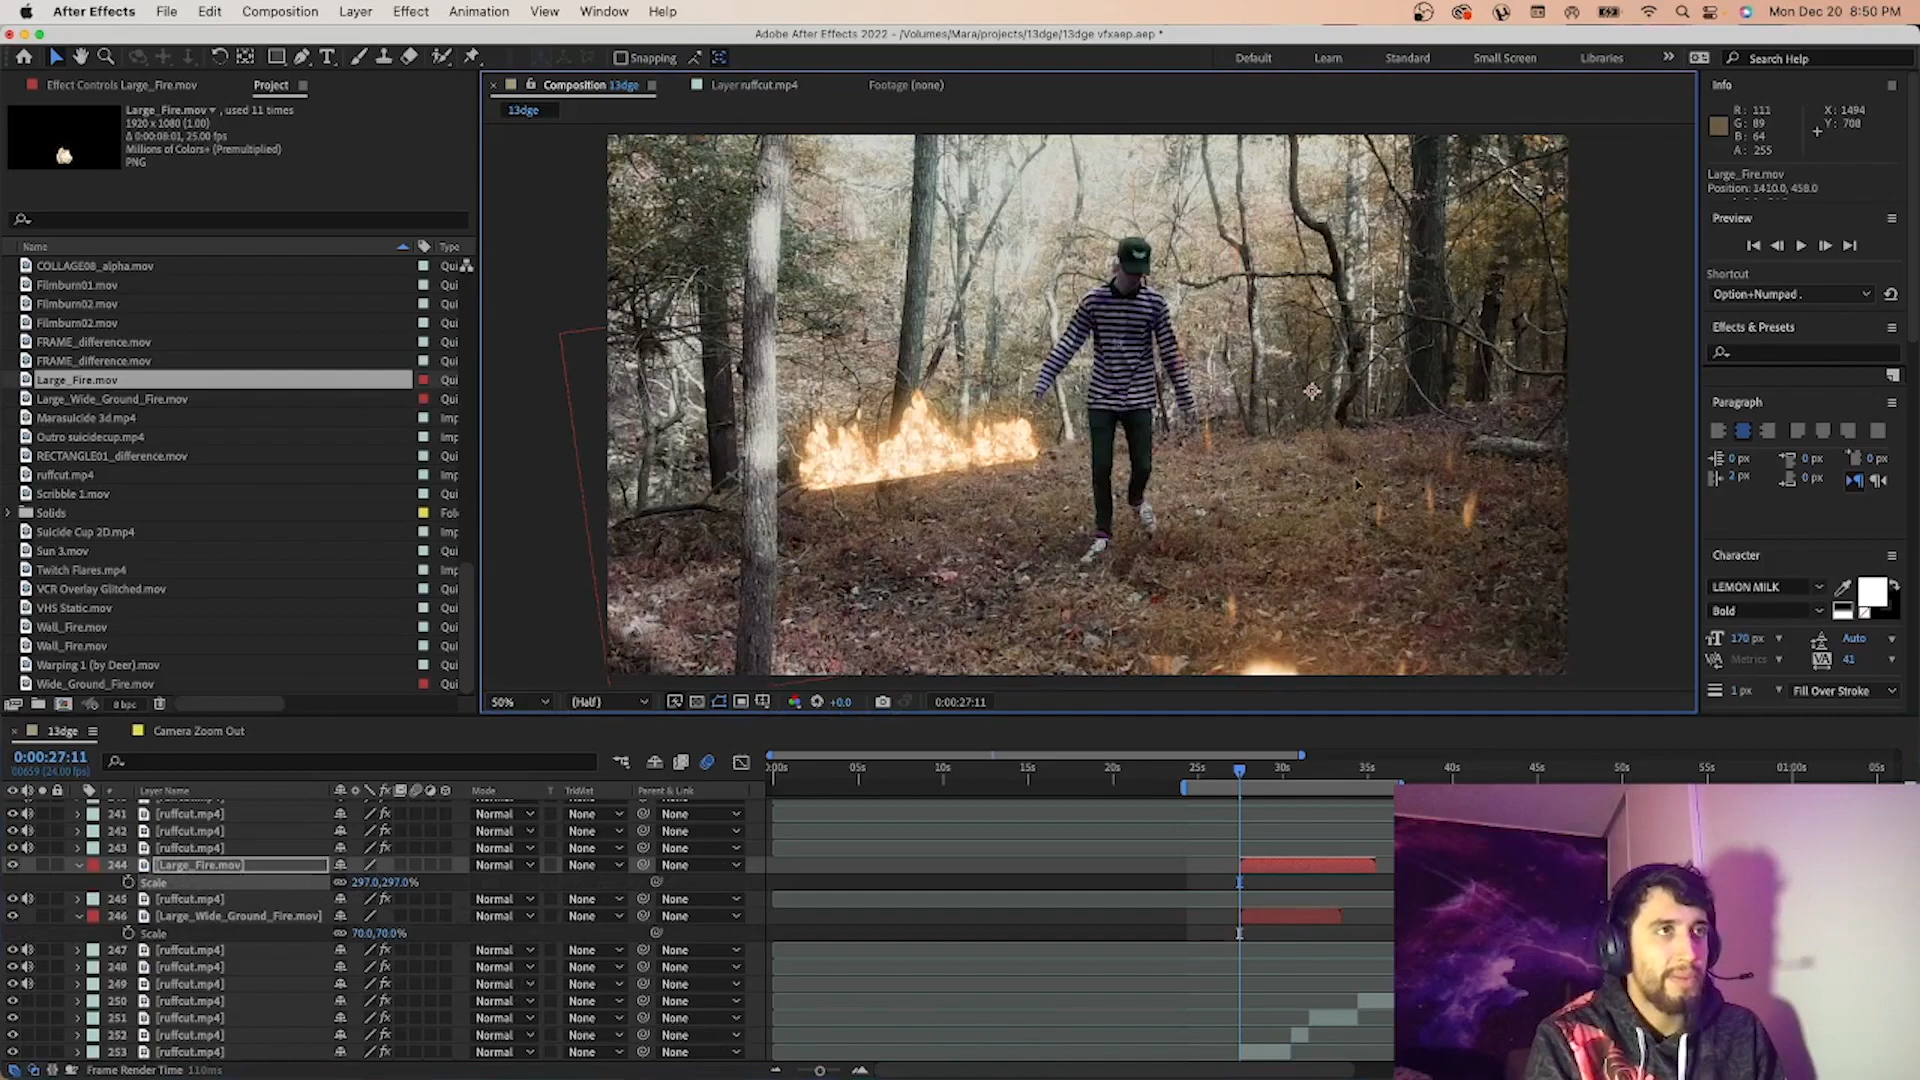 After Effects File Edit Composition Layer Effect Animation View Window Help Mon Dec 20 8:50 PM
Adobe After Effects 2022 - /Volumes/Mara/projects/13dge/13dge vfxaep.aep *
Snapping Default Learn Standard Small Screen Libraries Search Help
Effect Controls Large_Fire.mov Project
Composition 13dge Layer ruffcut.mp4 Footage (none)
13dge
Large_Fire.mov , used 11 times
1920 x 1080 (1.00)
Δ 0:00:08:01, 25.00 fps
Millions of Colors+ (Premultiplied)
PNG
Name Type
COLLAGE08_alpha.mov Qui
Filmburn01.mov Qui
Filmburn02.mov Qui
Filmburn02.mov Qui
FRAME_difference.mov Qui
FRAME_difference.mov Qui
Large_Fire.mov Qui
Large_Wide_Ground_Fire.mov Qui
Marasuicide 3d.mp4 Imp
Outro suicidecup.mp4 Imp
RECTANGLE01_difference.mov Qui
ruffcut.mp4 Imp
Scribble 1.mov Qui
Solids Fol
Suicide Cup 2D.mp4 Imp
Sun 3.mov Qui
Twitch Flares.mp4 Imp
VCR Overlay Glitched.mov Qui
VHS Static.mov Qui
Wall_Fire.mov Qui
Wall_Fire.mov Qui
Warping 1 (by Deer).mov Qui
Wide_Ground_Fire.mov Qui
8 bpc
50% (Half) +0.0 0:00:27:11
Info
R: 111 X: 1494
G: 89 Y: 708
B: 64
A: 255
Large_Fire.mov
Position: 1410.0, 458.0
Preview
Shortcut
Option+Numpad .
Effects & Presets
Paragraph
0 px 0 px 0 px
2 px 0 px
Character
LEMON MILK
Bold
170 px Auto
Metrics 41
1 px Fill Over Stroke
13dge Camera Zoom Out
0:00:27:11
00659 (24.00 fps)
:00s 05s 10s 15s 20s 25s 30s 35s 40s 45s 50s 55s 01:00s 05s
# Layer Name Mode T TrkMat Parent & Link
241 [ruffcut.mp4] Normal None None
242 [ruffcut.mp4] Normal None None
243 [ruffcut.mp4] Normal None None
244 [Large_Fire.mov] Normal None None
Scale 297.0,297.0%
245 [ruffcut.mp4] Normal None None
246 [Large_Wide_Ground_Fire.mov] Normal None None
Scale 70.0,70.0%
247 [ruffcut.mp4] Normal None None
248 [ruffcut.mp4] Normal None None
249 [ruffcut.mp4] Normal None None
250 [ruffcut.mp4] Normal None None
251 [ruffcut.mp4] Normal None None
252 [ruffcut.mp4] Normal None None
253 [ruffcut.mp4] Normal None None
Frame Render Time 110ms